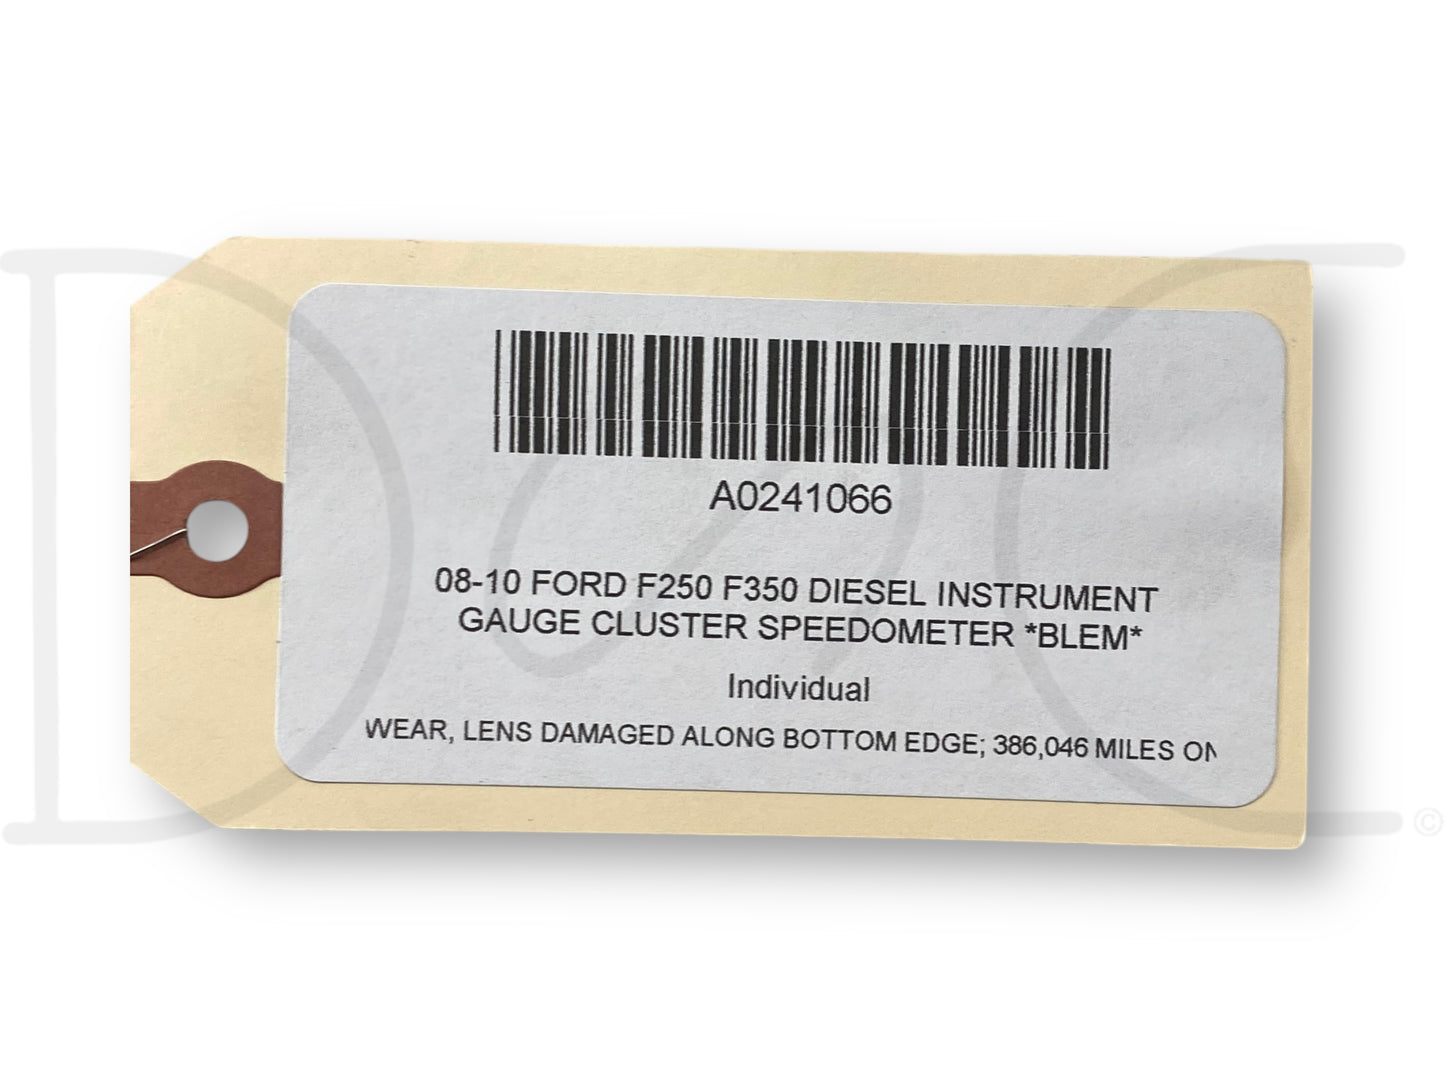 A0241066
08-10 FORD F250 F350 DIESEL INSTRUMENT
GAUGE CLUSTER SPEEDOMETER *BLEM*
Individual
WEAR, LENS DAMAGED ALONG BOTTOM EDGE; 386,046 MILES ON
©